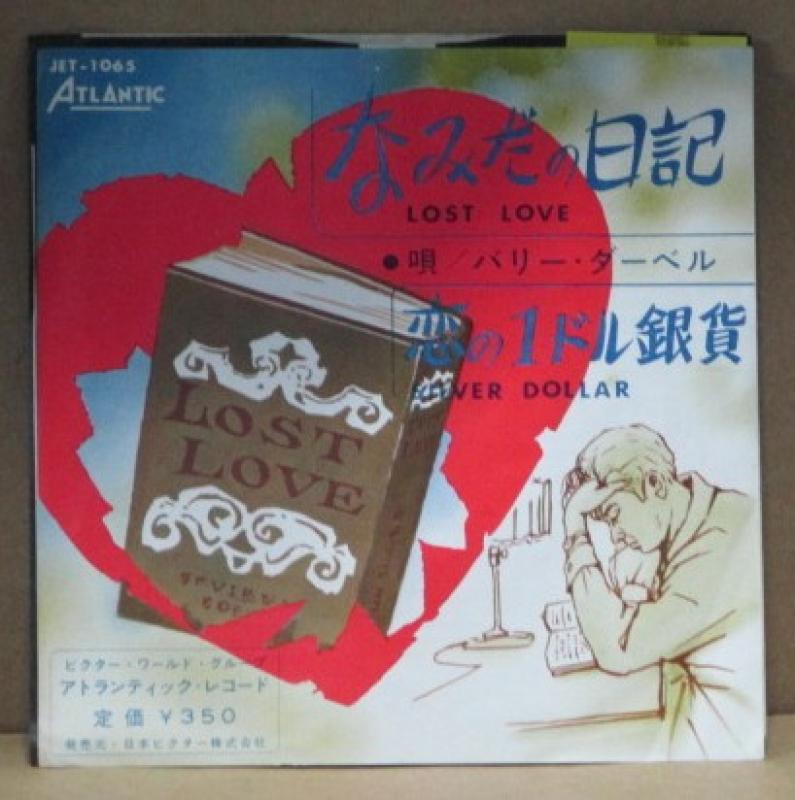 JET-1065
ATLANTIC
なみだの日記
LOST LOVE
●唄/バリー・ダーベル
恋の1ドル銀貨
SILVER DOLLAR
LOST
LOVE
ビクター・ワールド・グループ
アトランティック・レコード
定価 ¥350
発売元・日本ビクター株式会社